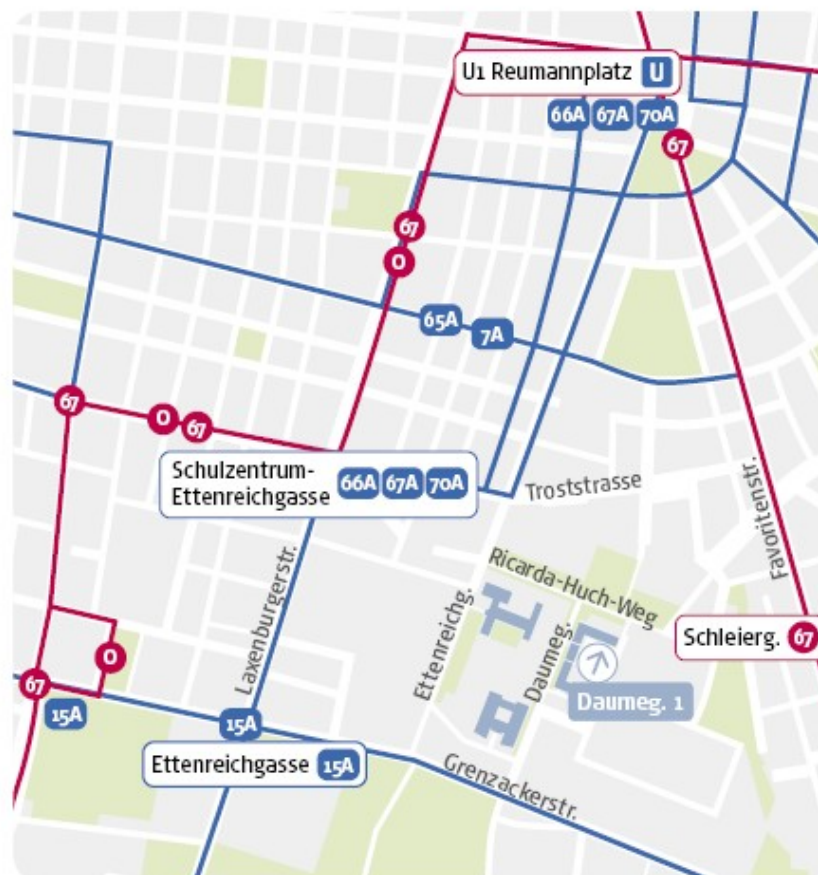 U1 Reumannplatz U
66A 67A 70A
67
67
O
65A
7A
67
O 67
Schulzentrum-
Ettenreichgasse 66A 67A 70A
Troststrasse
Favoritenstr.
Ricarda-Huch-Weg
Laxenburgerstr.
Ettenreichg.
Daumeg.
Schleierg. 67
O
67
Daumeg. 1
15A
15A
Ettenreichgasse 15A
Grenzackerstr.